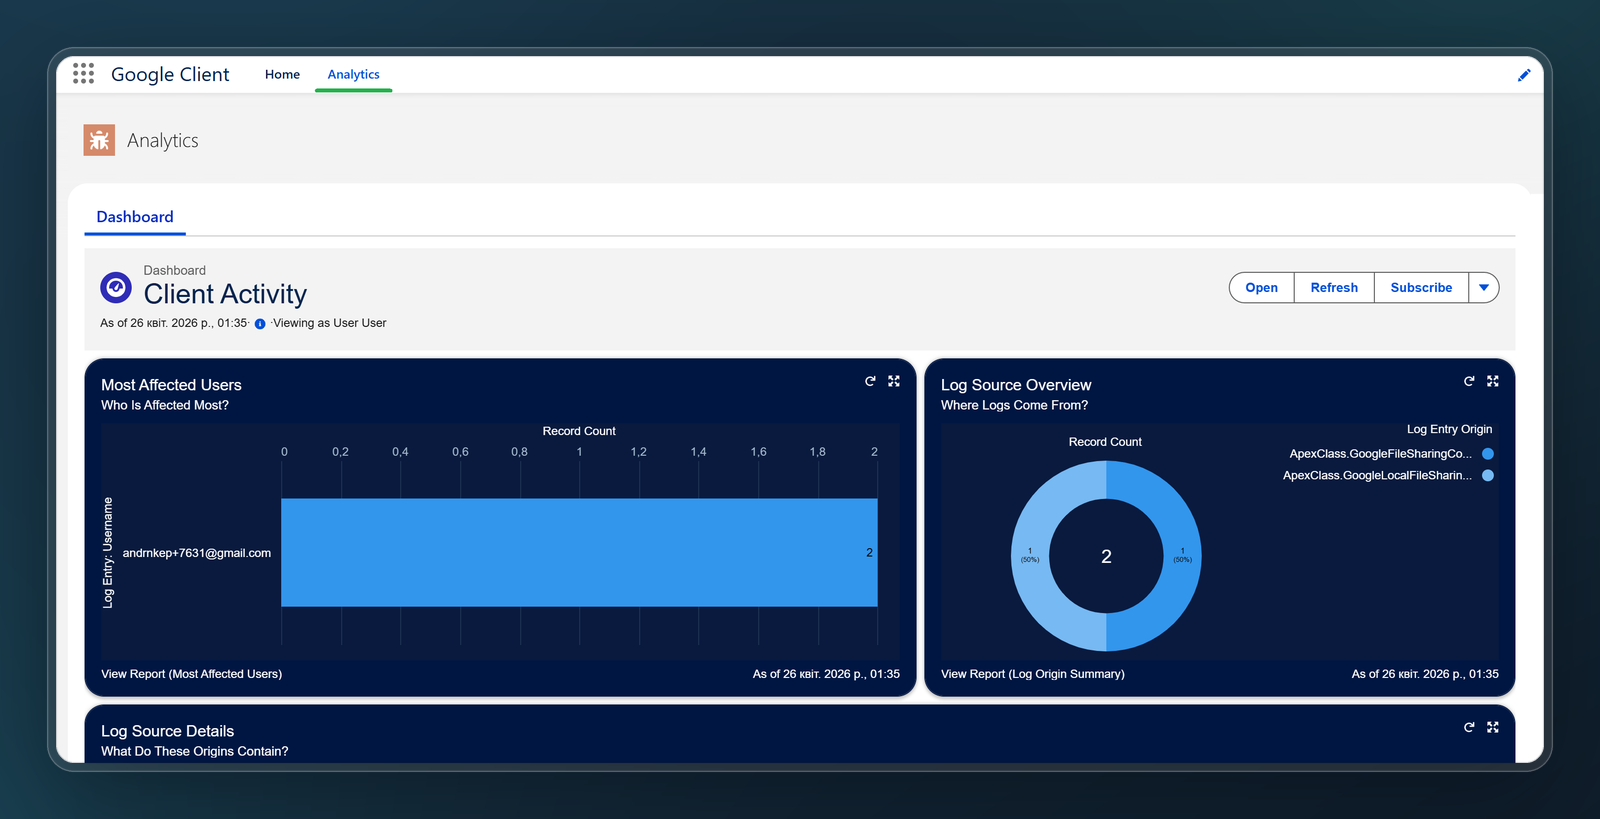 Google Client
Home
Analytics
Analytics
Dashboard
Dashboard
Client Activity
As of 26 квіт. 2026 р., 01:35· i ·Viewing as User User
Open
Refresh
Subscribe
Most Affected Users
Who Is Affected Most?
Record Count
0 0,2 0,4 0,6 0,8 1 1,2 1,4 1,6 1,8 2
Log Entry: Username
andrnkep+7631@gmail.com
2
View Report (Most Affected Users)
As of 26 квіт. 2026 р., 01:35
Log Source Overview
Where Logs Come From?
Log Entry Origin
Record Count
ApexClass.GoogleFileSharingCo...
ApexClass.GoogleLocalFileSharin...
1
(50%)
2
1
(50%)
View Report (Log Origin Summary)
As of 26 квіт. 2026 р., 01:35
Log Source Details
What Do These Origins Contain?